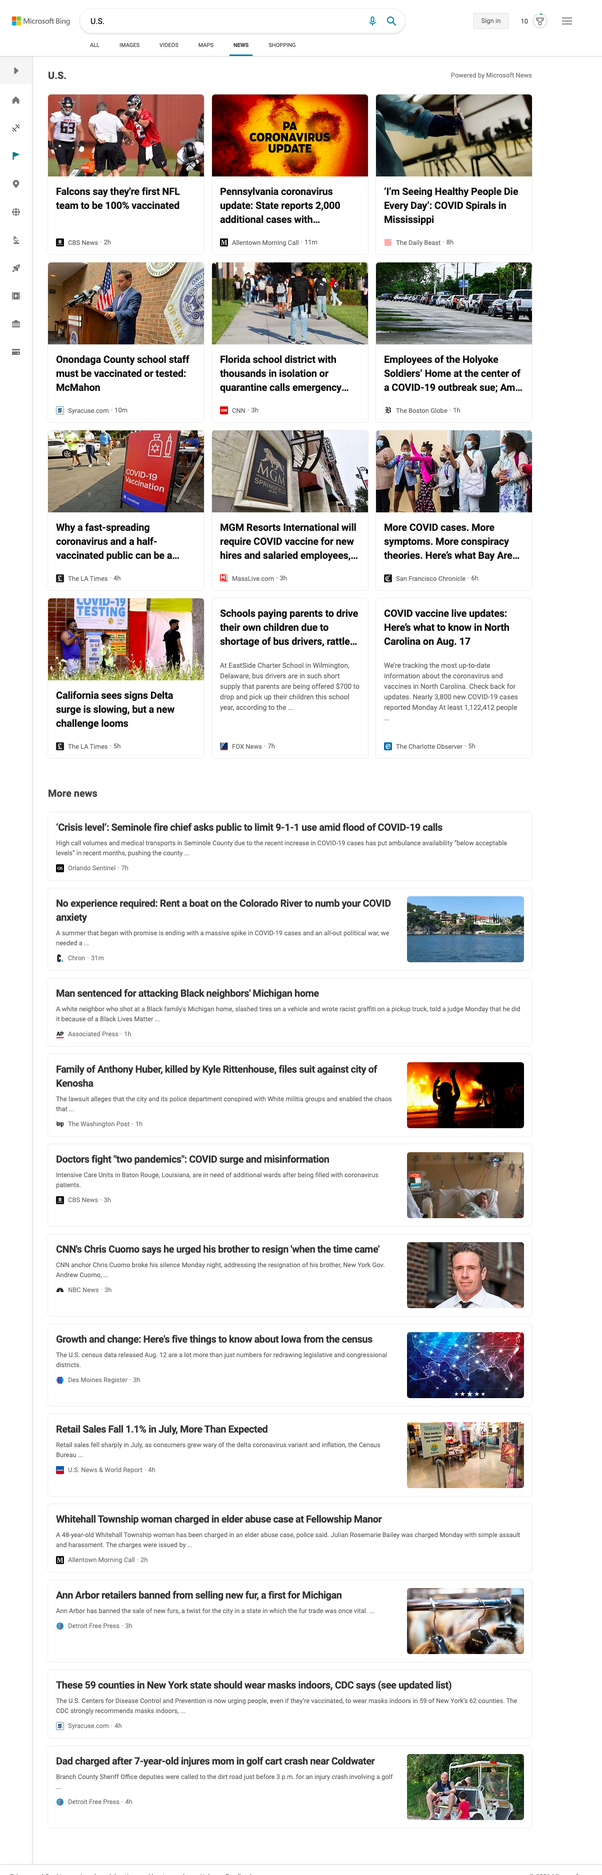 Microsoft Bing
U.S.
Sign in
10
ALL
IMAGES
VIDEOS
MAPS
NEWS
SHOPPING
U.S.
Powered by Microsoft News
Falcons say they're first NFL
team to be 100% vaccinated
CBS News · 2h
PA
CORONAVIRUS
UPDATE
Pennsylvania coronavirus
update: State reports 2,000
additional cases with...
Allentown Morning Call · 11m
'I'm Seeing Healthy People Die
Every Day': COVID Spirals in
Mississippi
The Daily Beast · 8h
Onondaga County school staff
must be vaccinated or tested:
McMahon
Syracuse.com · 10m
Florida school district with
thousands in isolation or
quarantine calls emergency...
CNN · 3h
Employees of the Holyoke
Soldiers' Home at the center of
a COVID-19 outbreak sue; Am...
The Boston Globe · 1h
COVID-19
Vaccination
Why a fast-spreading
coronavirus and a half-
vaccinated public can be a...
The LA Times · 4h
MGM
MGM Resorts International will
require COVID vaccine for new
hires and salaried employees,...
MassLive.com · 3h
More COVID cases. More
symptoms. More conspiracy
theories. Here's what Bay Are...
San Francisco Chronicle · 6h
COVID-19
TESTING
California sees signs Delta
surge is slowing, but a new
challenge looms
The LA Times · 5h
Schools paying parents to drive
their own children due to
shortage of bus drivers, rattle...
At EastSide Charter School in Wilmington,
Delaware, bus drivers are in such short
supply that parents are being offered $700 to
drop and pick up their children this school
year, according to the ...
FOX News · 7h
COVID vaccine live updates:
Here's what to know in North
Carolina on Aug. 17
We're tracking the most up-to-date
information about the coronavirus and
vaccines in North Carolina. Check back for
updates. Nearly 3,800 new COVID-19 cases
reported Monday At least 1,122,412 people
...
The Charlotte Observer · 5h
More news
'Crisis level': Seminole fire chief asks public to limit 9-1-1 use amid flood of COVID-19 calls
High call volumes and medical transports in Seminole County due to the recent increase in COVID-19 cases has put ambulance availability "below acceptable
levels" in recent months, pushing the county ...
Orlando Sentinel · 7h
No experience required: Rent a boat on the Colorado River to numb your COVID
anxiety
A summer that began with promise is ending with a massive spike in COVID-19 cases and an all-out political war, we
needed a ...
Chron · 31m
Man sentenced for attacking Black neighbors' Michigan home
A white neighbor who shot at a Black family's Michigan home, slashed tires on a vehicle and wrote racist graffiti on a pickup truck, told a judge Monday that he did
it because of a Black Lives Matter ...
Associated Press · 1h
Family of Anthony Huber, killed by Kyle Rittenhouse, files suit against city of
Kenosha
The lawsuit alleges that the city and its police department conspired with White militia groups and enabled the chaos
that ...
The Washington Post · 1h
Doctors fight "two pandemics": COVID surge and misinformation
Intensive Care Units in Baton Rouge, Louisiana, are in need of additional wards after being filled with coronavirus
patients.
CBS News · 3h
CNN's Chris Cuomo says he urged his brother to resign 'when the time came'
CNN anchor Chris Cuomo broke his silence Monday night, addressing the resignation of his brother, New York Gov.
Andrew Cuomo, ...
NBC News · 3h
Growth and change: Here's five things to know about Iowa from the census
The U.S. census data released Aug. 12 are a lot more than just numbers for redrawing legislative and congressional
districts.
Des Moines Register · 3h
Retail Sales Fall 1.1% in July, More Than Expected
Retail sales fell sharply in July, as consumers grew wary of the delta coronavirus variant and inflation, the Census
Bureau ...
U.S. News & World Report · 4h
Whitehall Township woman charged in elder abuse case at Fellowship Manor
A 48-year-old Whitehall Township woman has been charged in an elder abuse case, police said. Julian Rosemarie Bailey was charged Monday with simple assault
and harassment. The charges were issued by ...
Allentown Morning Call · 2h
Ann Arbor retailers banned from selling new fur, a first for Michigan
Ann Arbor has banned the sale of new furs, a twist for the city in a state in which the fur trade was once vital. ...
Detroit Free Press · 3h
These 59 counties in New York state should wear masks indoors, CDC says (see updated list)
The U.S. Centers for Disease Control and Prevention is now urging people, even if they're vaccinated, to wear masks indoors in 59 of New York's 62 counties. The
CDC strongly recommends masks indoors, ...
Syracuse.com · 4h
Dad charged after 7-year-old injures mom in golf cart crash near Coldwater
Branch County Sheriff Office deputies were called to the dirt road just before 3 p.m. for an injury crash involving a golf
...
Detroit Free Press · 4h